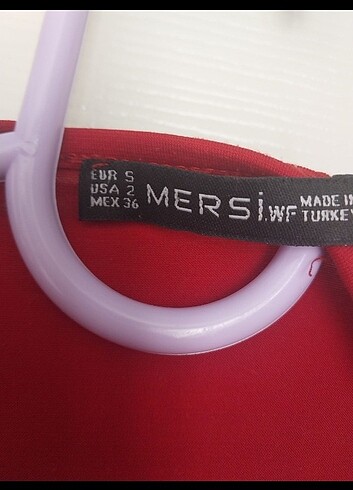 EUR S
USA 2
MEX 36
MERSİ.WF
MADE IN
TURKEY